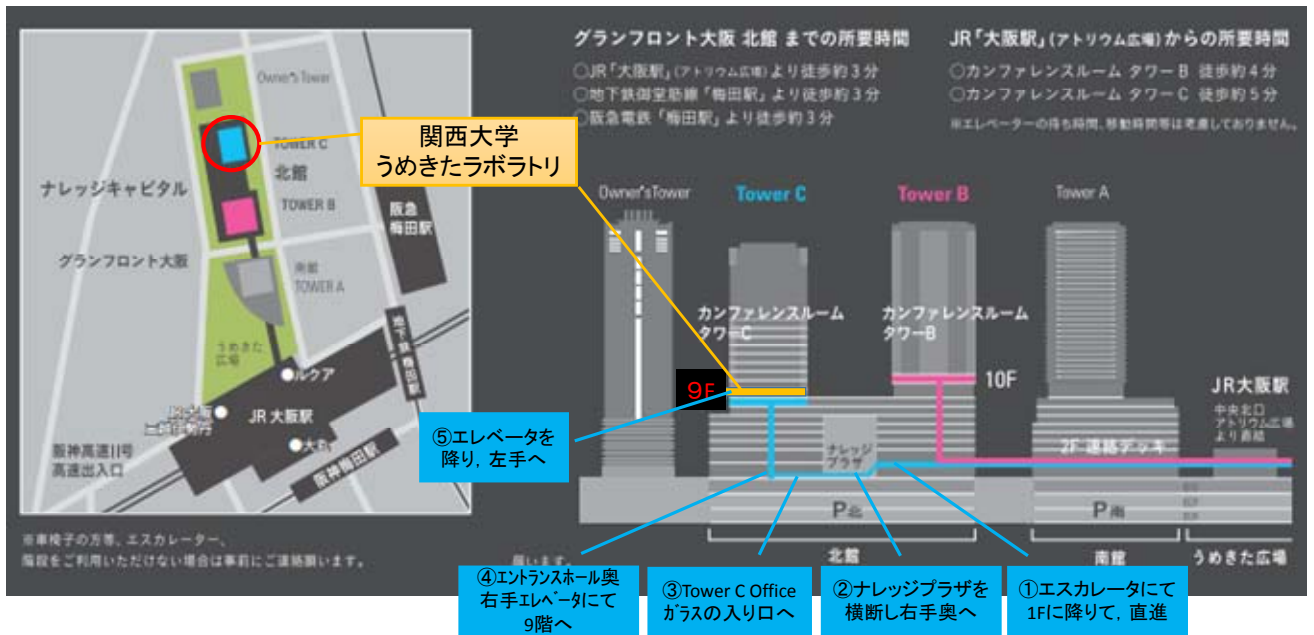 グランフロント大阪 北館 までの所要時間
○JR「大阪駅」(アトリウム広場)より徒歩約3分
○地下鉄御堂筋線「梅田駅」より徒歩約3分
○阪急電鉄「梅田駅」より徒歩約3分
JR「大阪駅」(アトリウム広場)からの所要時間
○カンファレンスルーム タワーB 徒歩約4分
○カンファレンスルーム タワーC 徒歩約5分
※エレベーターの待ち時間、移動時間等は考慮しておりません。
Owner's Tower
TOWER C
北館
ナレッジキャピタル
TOWER B
阪急
梅田駅
グランフロント大阪
南館
TOWER A
地下鉄 梅田駅
うめきた
広場
ルクア
JR大阪
三越伊勢丹
JR 大阪駅
大丸
阪神高速11号
高速出入口
阪神梅田駅
※車椅子の方等、エスカレーター、
階段をご利用いただけない場合は事前にご連絡願います。
関西大学
うめきたラボラトリ
Owner's Tower
Tower C
Tower B
Tower A
カンファレンスルーム
タワーC
カンファレンスルーム
タワーB
9F
10F
JR大阪駅
中央北口
アトリウム広場
より直結
ナレッジ
プラザ
2F 連絡デッキ
P北
P南
願います。
北館
南館
うめきた広場
⑤エレベータを
降り，左手へ
④エントランスホール奥
右手エレベータにて
9階へ
③Tower C Office
ガラスの入り口へ
②ナレッジプラザを
横断し右手奥へ
①エスカレータにて
1Fに降りて，直進